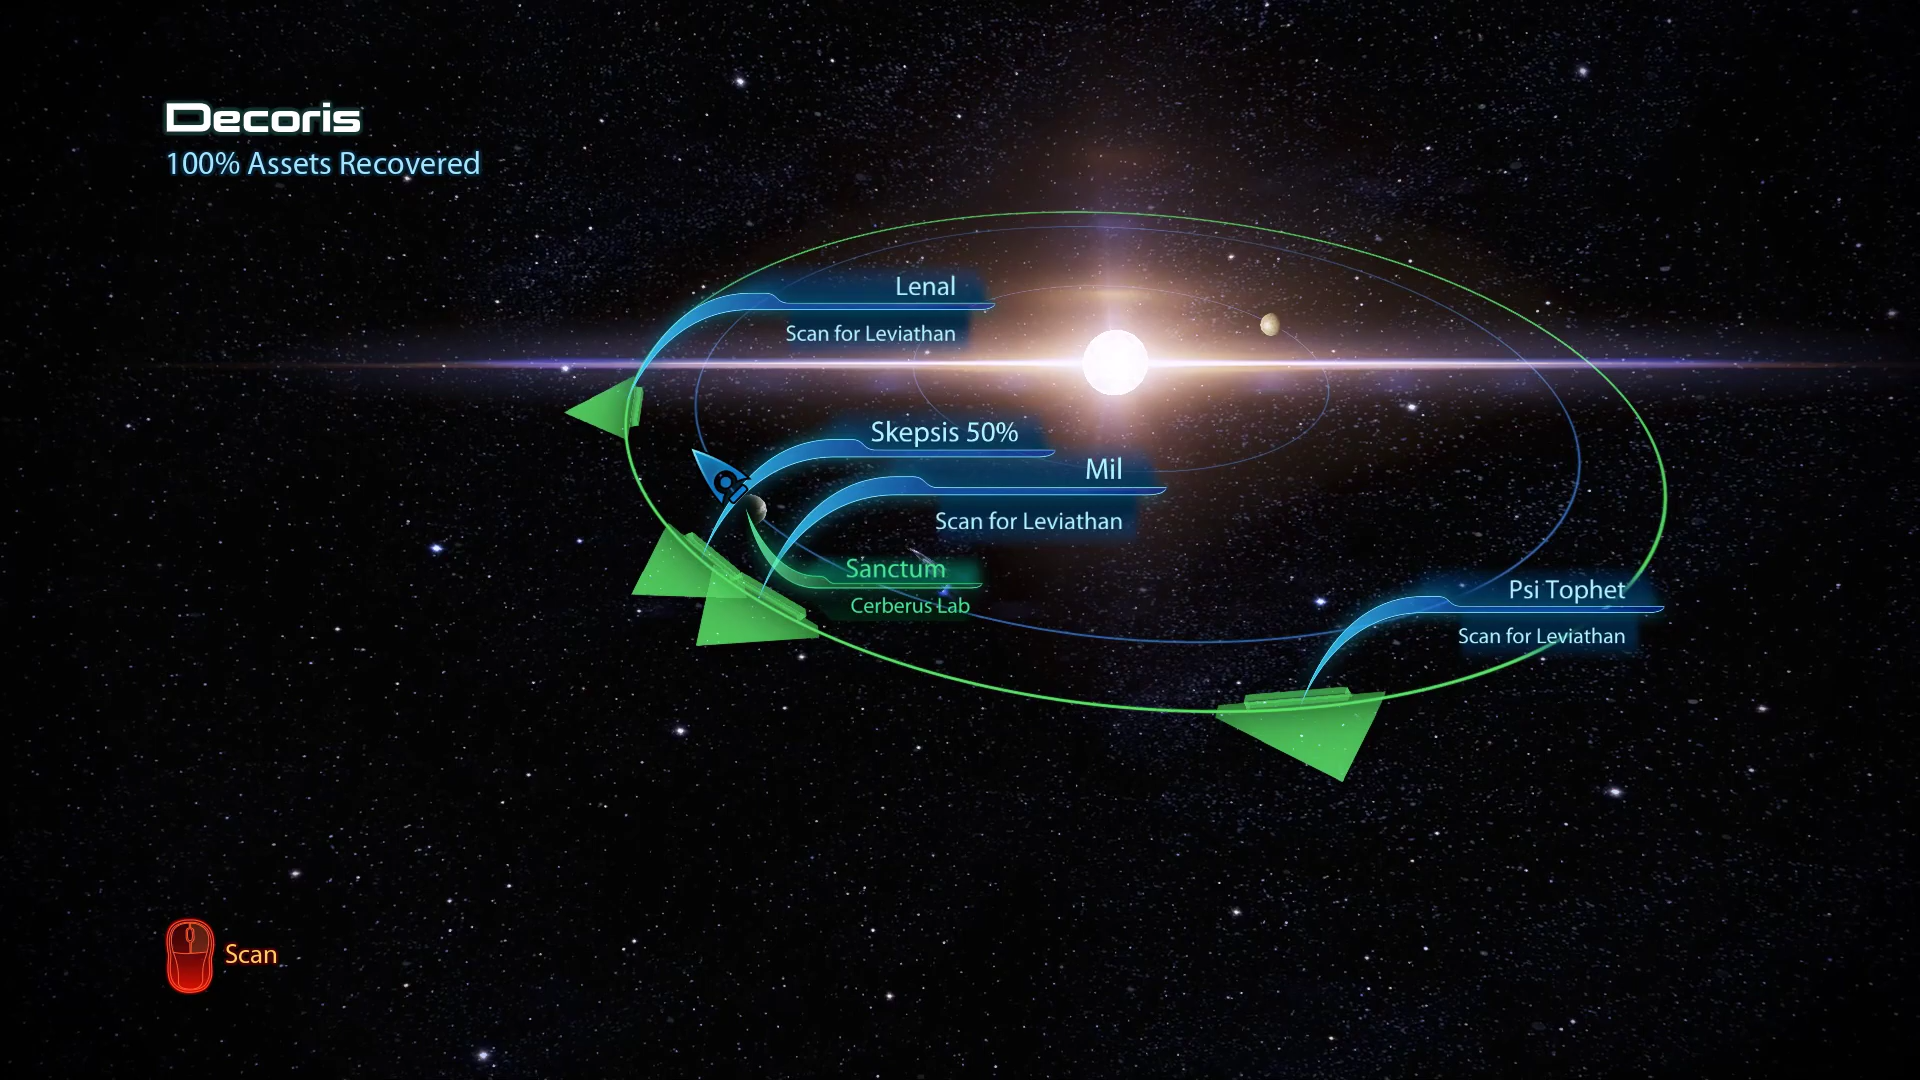 Decoris
100% Assets Recovered
Lenal
Scan for Leviathan
Skepsis 50%
Mil
Scan for Leviathan
Sanctum
Cerberus Lab
Psi Tophet
Scan for Leviathan
Scan